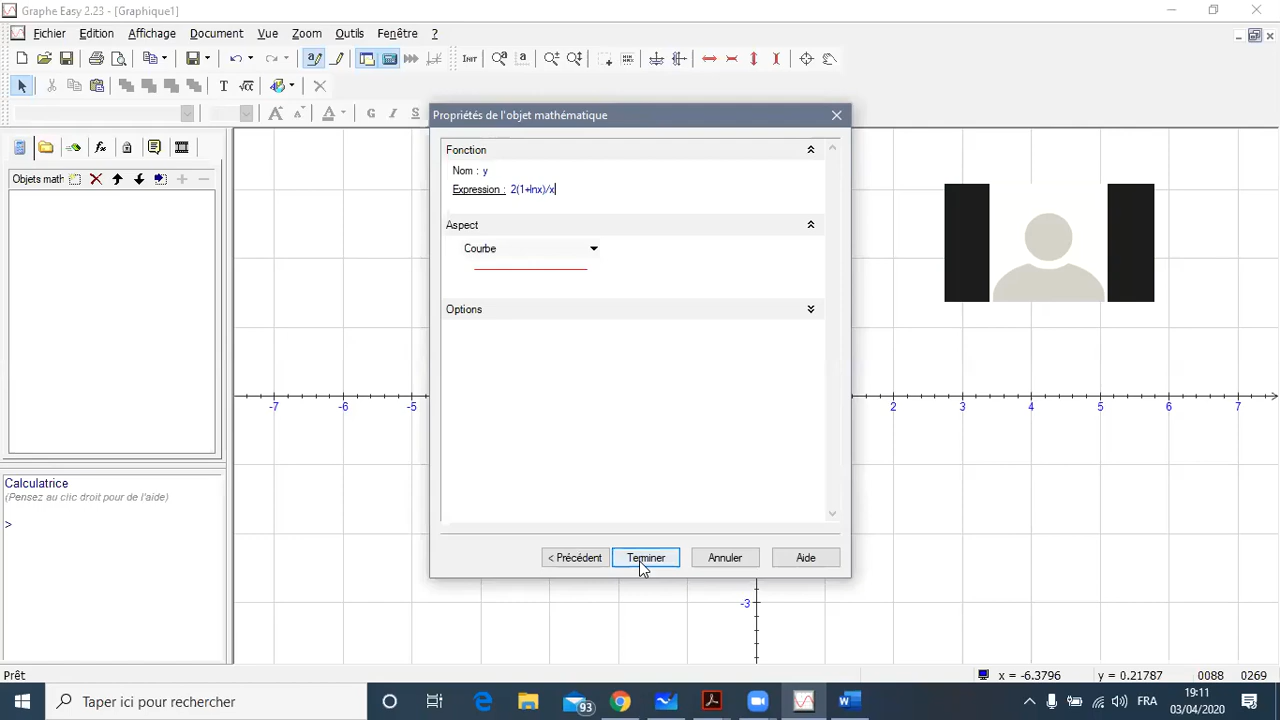 Graphe Easy 2.23 - [Graphique1]
Fichier Edition Affichage Document Vue Zoom Outils Fenêtre ?
INIT
T
A A A G I S
Propriétés de l'objet mathématique
Fonction
Nom : y
Expression : 2(1+lnx)/x
Aspect
Courbe
Options
< Précédent Terminer Annuler Aide
Objets math
Calculatrice
(Pensez au clic droit pour de l'aide)
>
-7 -6 -5 2 3 4 5 6 7
-3
Prêt x = -6.3796 y = 0.21787 0088 0269
Taper ici pour rechercher 93 FRA 19:11
03/04/2020